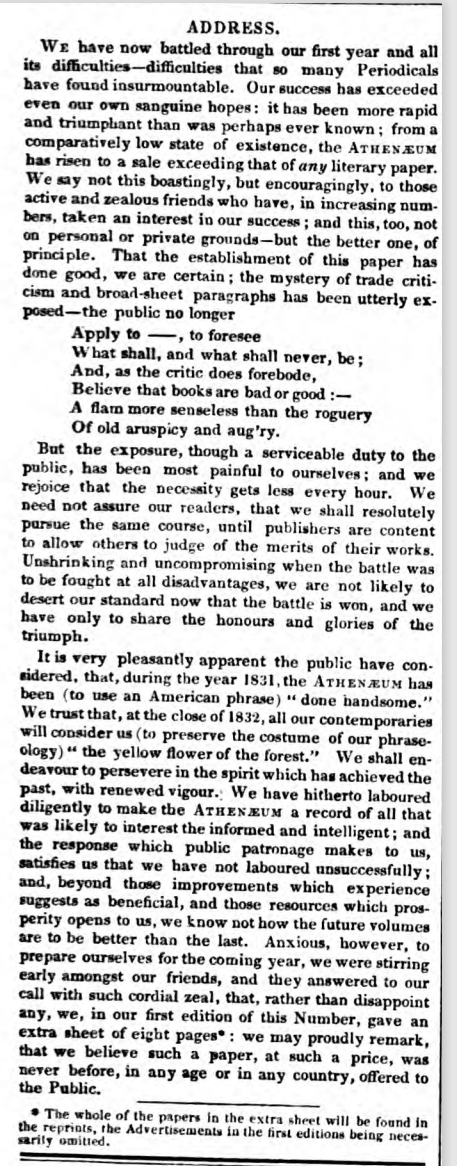 ADDRESS.
WE have now battled through our first year and all
its difficulties—difficulties that so many Periodicals
have found insurmountable. Our success has exceeded
even our own sanguine hopes: it has been more rapid
and triumphant than was perhaps ever known; from a
comparatively low state of existence, the ATHENÆUM
has risen to a sale exceeding that of any literary paper.
We say not this boastingly, but encouragingly, to those
active and zealous friends who have, in increasing num-
bers, taken an interest in our success; and this, too, not
on personal or private grounds—but the better one, of
principle. That the establishment of this paper has
done good, we are certain; the mystery of trade criti-
cism and broad-sheet paragraphs has been utterly ex-
posed—the public no longer
Apply to ——, to foresee
What shall, and what shall never, be;
And, as the critic does forebode,
Believe that books are bad or good:—
A flam more senseless than the roguery
Of old aruspicy and aug'ry.
But the exposure, though a serviceable duty to the
public, has been most painful to ourselves; and we
rejoice that the necessity gets less every hour. We
need not assure our readers, that we shall resolutely
pursue the same course, until publishers are content
to allow others to judge of the merits of their works.
Unshrinking and uncompromising when the battle was
to be fought at all disadvantages, we are not likely to
desert our standard now that the battle is won, and we
have only to share the honours and glories of the
triumph.
It is very pleasantly apparent the public have con-
sidered, that, during the year 1831, the ATHENÆUM has
been (to use an American phrase) "done handsome."
We trust that, at the close of 1832, all our contemporaries
will consider us (to preserve the costume of our phrase-
ology) "the yellow flower of the forest." We shall en-
deavour to persevere in the spirit which has achieved the
past, with renewed vigour. We have hitherto laboured
diligently to make the ATHENÆUM a record of all that
was likely to interest the informed and intelligent; and
the response which public patronage makes to us,
satisfies us that we have not laboured unsuccessfully;
and, beyond those improvements which experience
suggests as beneficial, and those resources which pros-
perity opens to us, we know not how the future volumes
are to be better than the last. Anxious, however, to
prepare ourselves for the coming year, we were stirring
early amongst our friends, and they answered to our
call with such cordial zeal, that, rather than disappoint
any, we, in our first edition of this Number, gave an
extra sheet of eight pages*: we may proudly remark,
that we believe such a paper, at such a price, was
never before, in any age or in any country, offered to
the Public.
* The whole of the papers in the extra sheet will be found in
the reprints, the Advertisements in the first editions being neces-
sarily omitted.